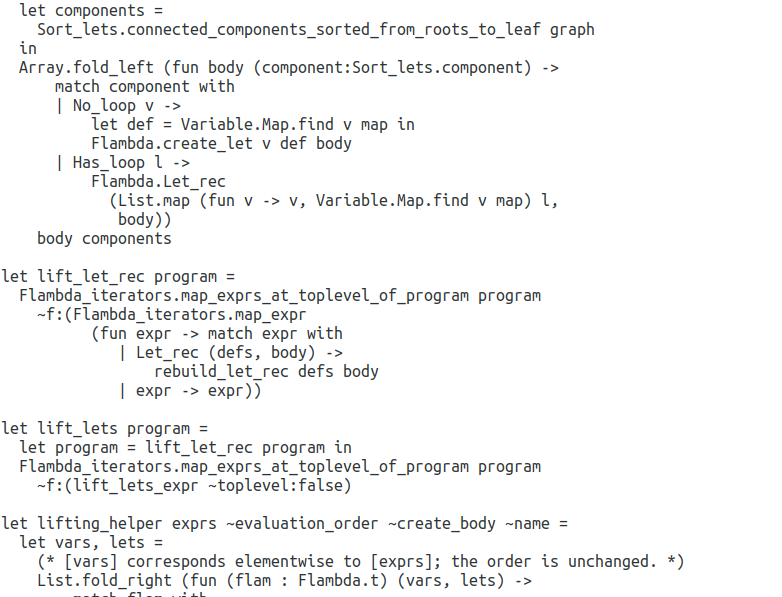 let components =
Sort_lets.connected_components_sorted_from_roots_to_leaf graph
in
Array.fold_left (fun body (component:Sort_lets.component) ->
match component with
| No_loop v ->
let def = Variable.Map.find v map in
Flambda.create_let v def body
| Has_loop l ->
Flambda.Let_rec
(List.map (fun v -> v, Variable.Map.find v map) l,
body))
body components
let lift_let_rec program =
Flambda_iterators.map_exprs_at_toplevel_of_program program
~f:(Flambda_iterators.map_expr
(fun expr -> match expr with
| Let_rec (defs, body) ->
rebuild_let_rec defs body
| expr -> expr))
let lift_lets program =
let program = lift_let_rec program in
Flambda_iterators.map_exprs_at_toplevel_of_program program
~f:(lift_lets_expr ~toplevel:false)
let lifting_helper exprs ~evaluation_order ~create_body ~name =
let vars, lets =
(* [vars] corresponds elementwise to [exprs]; the order is unchanged. *)
List.fold_right (fun (flam : Flambda.t) (vars, lets) ->
match flam with